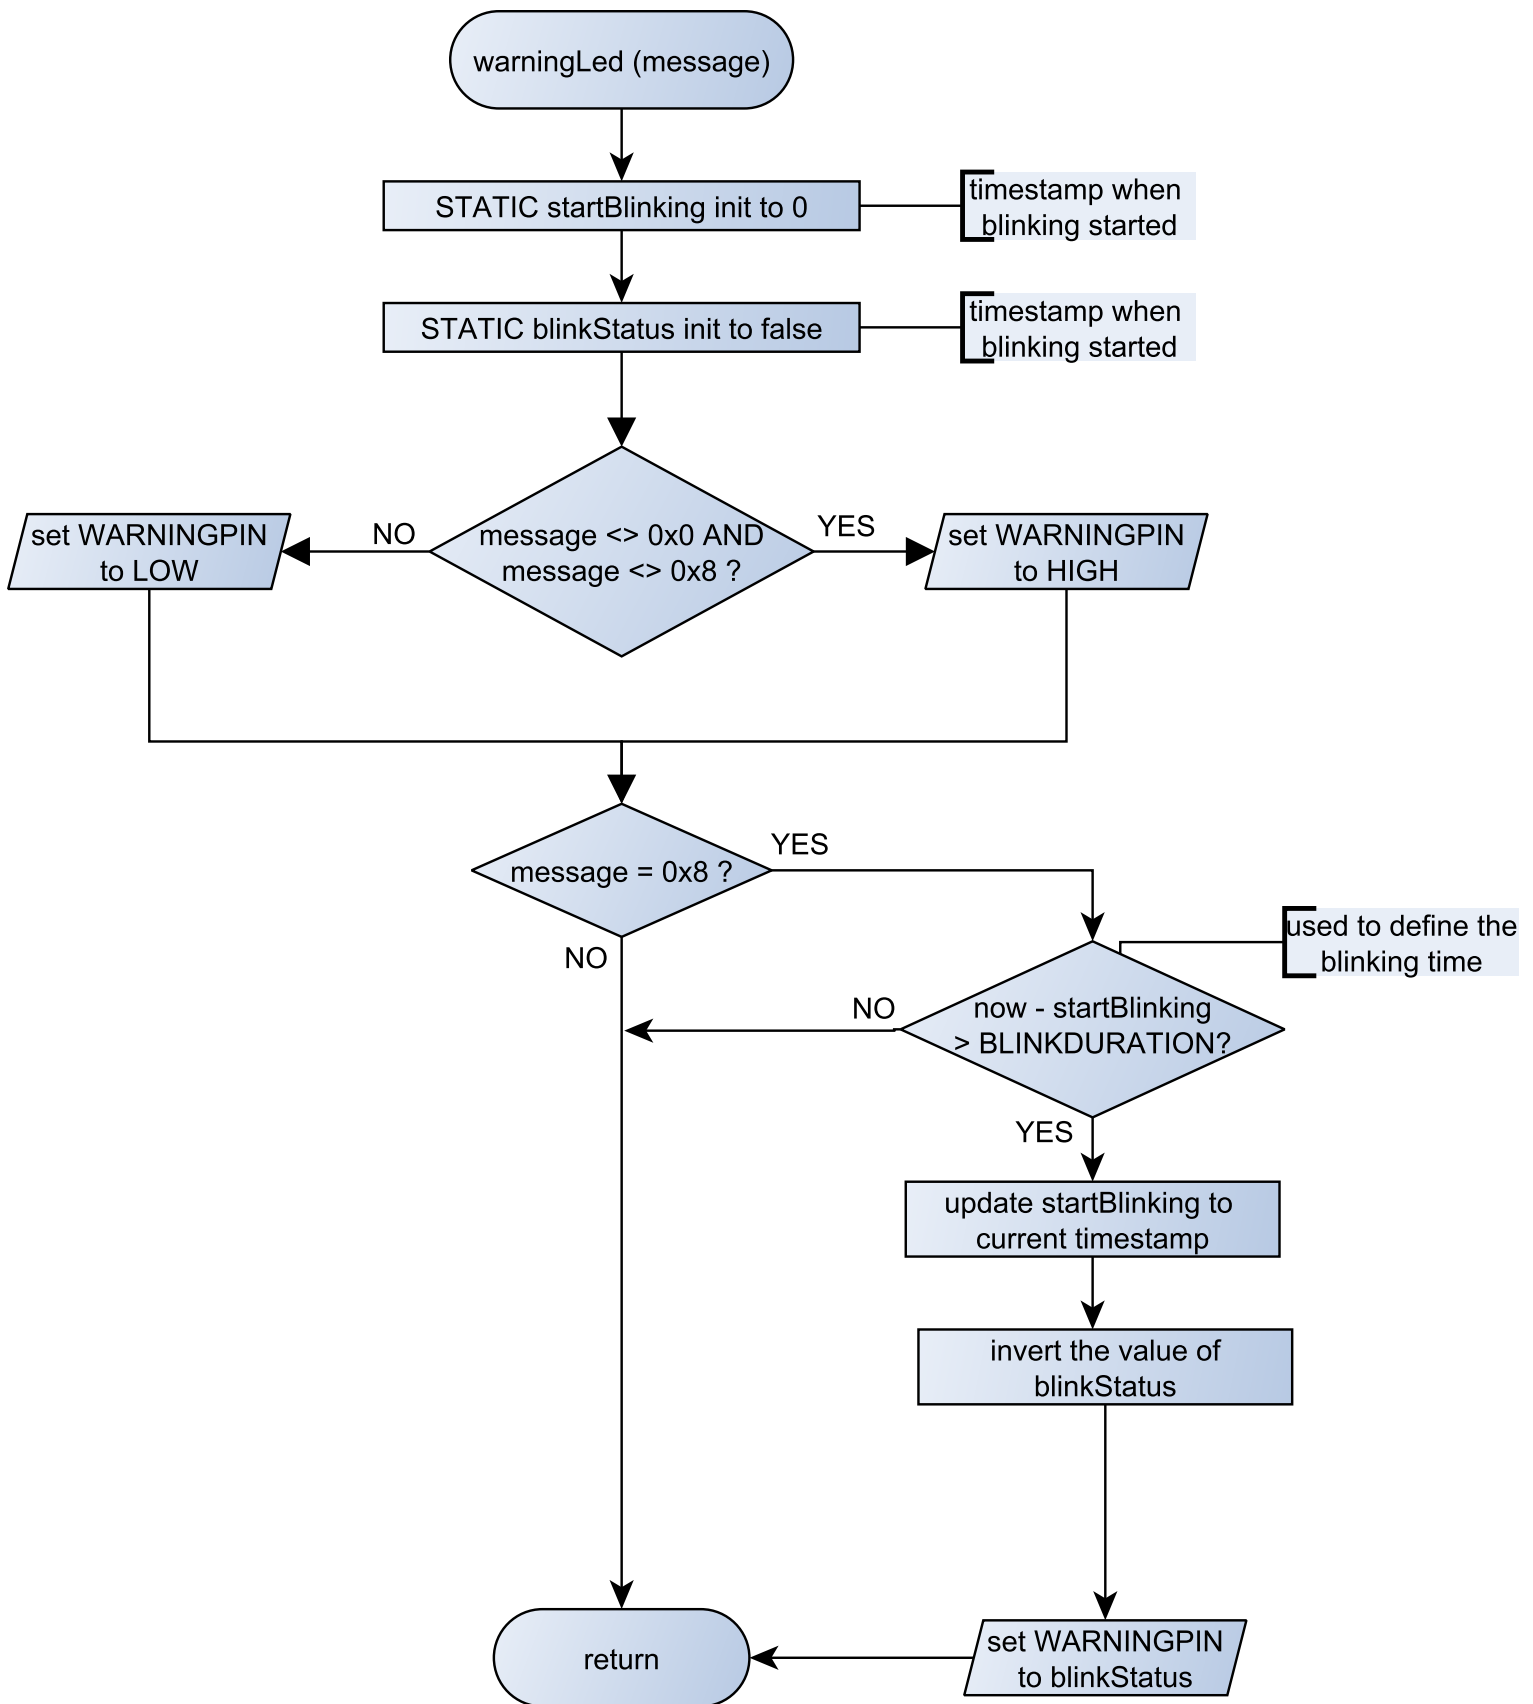 warningLed (message)
STATIC startBlinking init to 0
timestamp when
blinking started
STATIC blinkStatus init to false
timestamp when
blinking started
message <> 0x0 AND
message <> 0x8 ?
NO
YES
set WARNINGPIN
to LOW
set WARNINGPIN
to HIGH
message = 0x8 ?
YES
NO
used to define the
blinking time
now - startBlinking
> BLINKDURATION?
NO
YES
update startBlinking to
current timestamp
invert the value of
blinkStatus
set WARNINGPIN
to blinkStatus
return